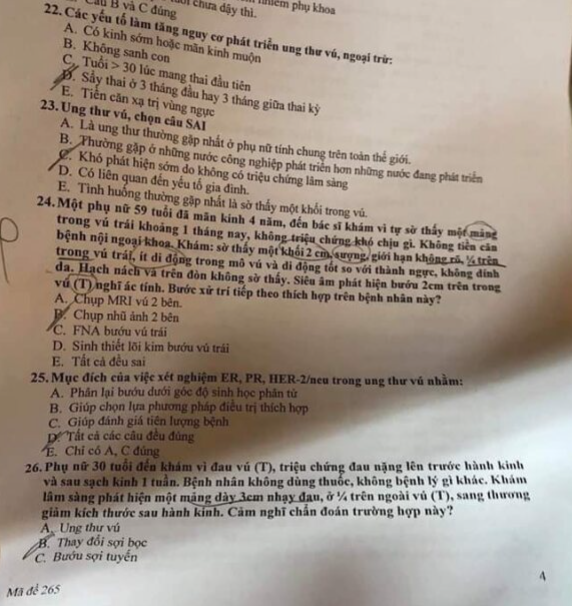 Câu B và C đúng
22. Các yếu tố làm tăng nguy cơ phát triển ung thư vú, ngoại trừ:
A. Có kinh sớm hoặc mãn kinh muộn
B. Không sanh con
C. Tuổi > 30 lúc mang thai đầu tiên
D. Sẩy thai ở 3 tháng đầu hay 3 tháng giữa thai kỳ
E. Tiền căn xạ trị vùng ngực
23. Ung thư vú, chọn câu SAI
A. Là ung thư thường gặp nhất ở phụ nữ tính chung trên toàn thế giới.
B. Thường gặp ở những nước công nghiệp phát triển hơn những nước đang phát triển
C. Khó phát hiện sớm do không có triệu chứng lâm sàng
D. Có liên quan đến yếu tố gia đình.
E. Tình huống thường gặp nhất là sờ thấy một khối trong vú.
24. Một phụ nữ 59 tuổi đã mãn kinh 4 năm, đến bác sĩ khám vì tự sờ thấy một mảng
trong vú trái khoảng 1 tháng nay, không triệu chứng khó chịu gì. Không tiền căn
bệnh nội ngoại khoa. Khám: sờ thấy một khối 2 cm, giới hạn không rõ, ¼ trên
trong vú trái, ít di động trong mô vú và di động tốt so với thành ngực, không dính
da. Hạch nách và trên đòn không sờ thấy. Siêu âm phát hiện bướu 2cm trên trong
vú (T) nghĩ ác tính. Bước xử trí tiếp theo thích hợp trên bệnh nhân này?
A. Chụp MRI vú 2 bên.
B. Chụp nhũ ảnh 2 bên
C. FNA bướu vú trái
D. Sinh thiết lõi kim bướu vú trái
E. Tất cả đều sai
25. Mục đích của việc xét nghiệm ER, PR, HER-2/neu trong ung thư vú nhằm:
A. Phân lại bướu dưới góc độ sinh học phân tử
B. Giúp chọn lựa phương pháp điều trị thích hợp
C. Giúp đánh giá tiên lượng bệnh
D. Tất cả các câu đều đúng
E. Chỉ có A, C đúng
26. Phụ nữ 30 tuổi đến khám vì đau vú (T), triệu chứng đau nặng lên trước hành kinh
và sau sạch kinh 1 tuần. Bệnh nhân không dùng thuốc, không bệnh lý gì khác. Khám
lâm sàng phát hiện một mảng dày 3cm nhạy đau, ở ¼ trên ngoài vú (T), sang thương
giảm kích thước sau hành kinh. Cảm nghĩ chẩn đoán trường hợp này?
A. Ung thư vú
B. Thay đổi sợi bọc
C. Bướu sợi tuyến
4
Mã đề 265